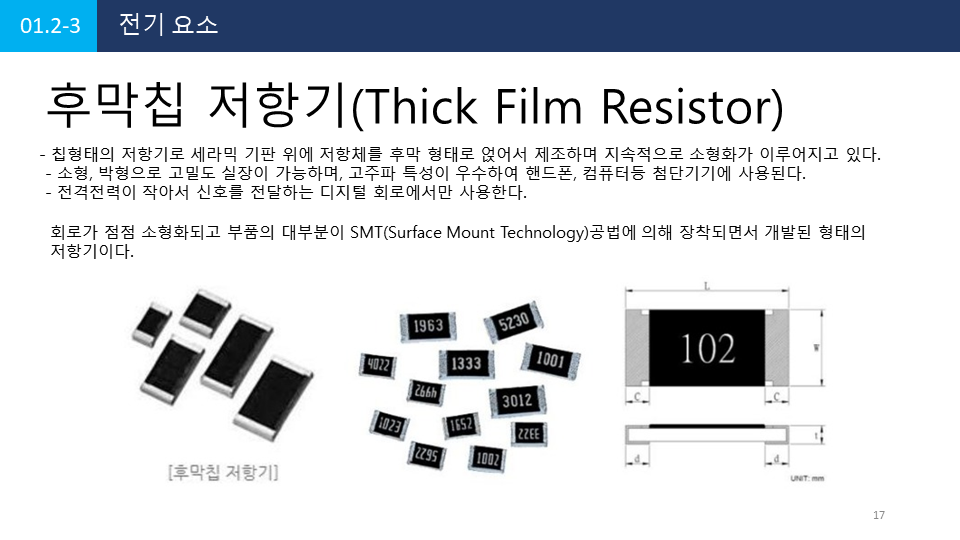 01.2-3 전기 요소
후막칩 저항기(Thick Film Resistor)
- 칩형태의 저항기로 세라믹 기판 위에 저항체를 후막 형태로 얹어서 제조하며 지속적으로 소형화가 이루어지고 있다.
- 소형, 박형으로 고밀도 실장이 가능하며, 고주파 특성이 우수하여 핸드폰, 컴퓨터등 첨단기기에 사용된다.
- 전격전력이 작아서 신호를 전달하는 디지털 회로에서만 사용한다.
회로가 점점 소형화되고 부품의 대부분이 SMT(Surface Mount Technology)공법에 의해 장착되면서 개발된 형태의
저항기이다.
[후막칩 저항기]
1963
5230
4022
1333
1001
2664
3012
1023
1652
22EE
2295
1002
L
102
W
C
C
t
d
d
UNIT: mm
17